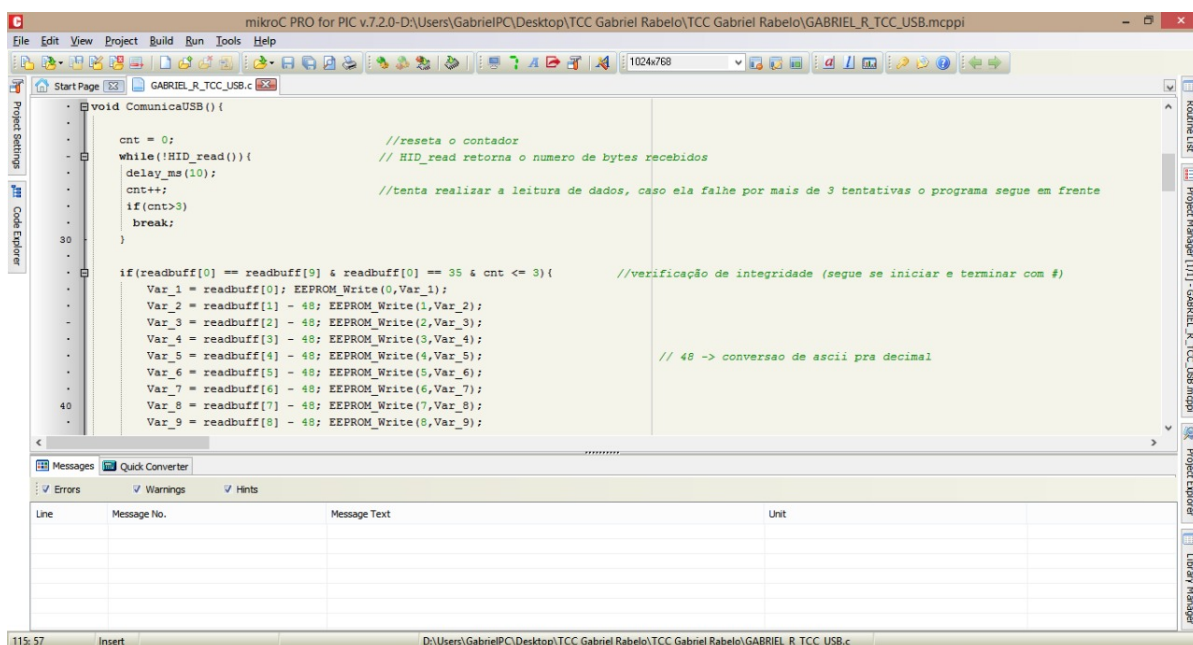 mikroC PRO for PIC v.7.2.0-D:\Users\GabrielPC\Desktop\TCC Gabriel Rabelo\TCC Gabriel Rabelo\GABRIEL_R_TCC_USB.mcppi
File Edit View Project Build Run Tools Help
1024x768
Start Page GABRIEL_R_TCC_USB.c
void ComunicaUSB(){
cnt = 0; //reseta o contador
while(!HID_read()){ // HID_read retorna o numero de bytes recebidos
delay_ms(10);
cnt++; //tenta realizar a leitura de dados, caso ela falhe por mais de 3 tentativas o programa segue em frente
if(cnt>3)
break;
30 }
if(readbuff[0] == readbuff[9] & readbuff[0] == 35 & cnt <= 3){ //verificação de integridade (segue se iniciar e terminar com #)
Var_1 = readbuff[0]; EEPROM_Write(0,Var_1);
Var_2 = readbuff[1] - 48; EEPROM_Write(1,Var_2);
Var_3 = readbuff[2] - 48; EEPROM_Write(2,Var_3);
Var_4 = readbuff[3] - 48; EEPROM_Write(3,Var_4);
Var_5 = readbuff[4] - 48; EEPROM_Write(4,Var_5); // 48 -> conversao de ascii pra decimal
Var_6 = readbuff[5] - 48; EEPROM_Write(5,Var_6);
Var_7 = readbuff[6] - 48; EEPROM_Write(6,Var_7);
40 Var_8 = readbuff[7] - 48; EEPROM_Write(7,Var_8);
Var_9 = readbuff[8] - 48; EEPROM_Write(8,Var_9);
Project Settings
Code Explorer
Routine List
Project Manager [1/1] - GABRIEL_R_TCC_USB.mcppi
Project Explorer
Library Manager
Messages Quick Converter
Errors Warnings Hints
Line Message No. Message Text Unit
115: 57 Insert D:\Users\GabrielPC\Desktop\TCC Gabriel Rabelo\TCC Gabriel Rabelo\GABRIEL_R_TCC_USB.c